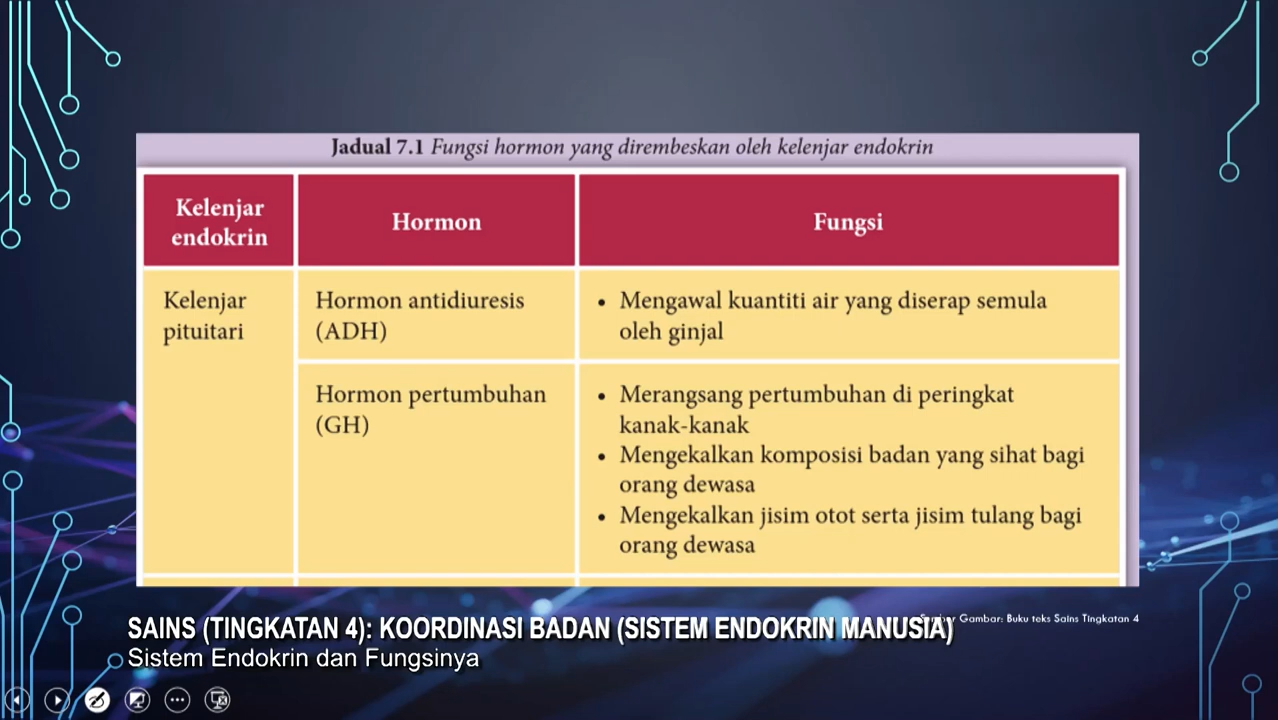 Jadual 7.1 Fungsi hormon yang dirembeskan oleh kelenjar endokrin
Kelenjar
endokrin
Hormon
Fungsi
Kelenjar
pituitari
Hormon antidiuresis
(ADH)
• Mengawal kuantiti air yang diserap semula
oleh ginjal
Hormon pertumbuhan
(GH)
• Merangsang pertumbuhan di peringkat
kanak-kanak
• Mengekalkan komposisi badan yang sihat bagi
orang dewasa
• Mengekalkan jisim otot serta jisim tulang bagi
orang dewasa
Gambar: Buku teks Sains Tingkatan 4
SAINS (TINGKATAN 4): KOORDINASI BADAN (SISTEM ENDOKRIN MANUSIA)
Sistem Endokrin dan Fungsinya